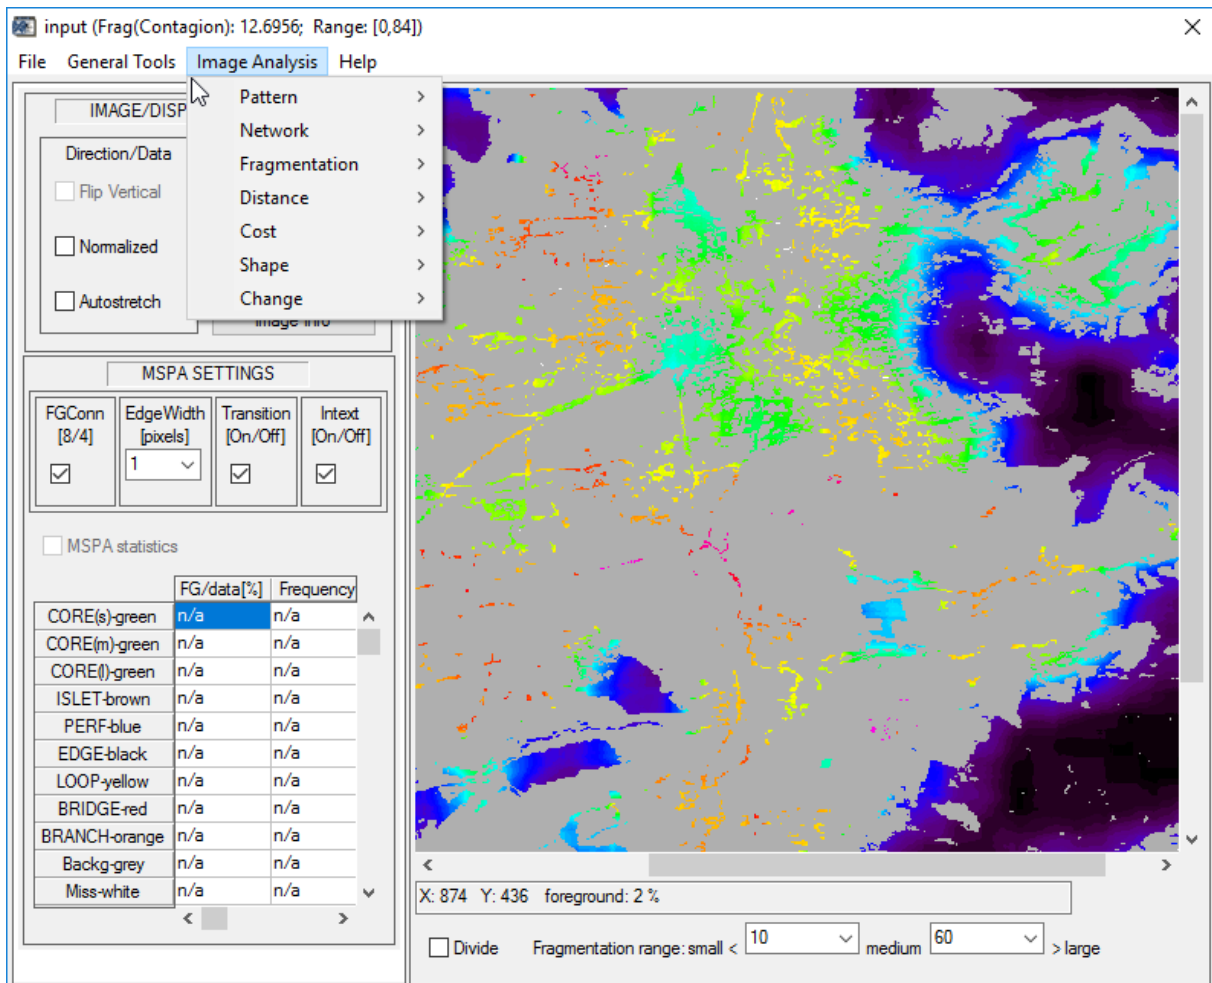 input (Frag(Contagion): 12.6956; Range: [0,84])
File General Tools Image Analysis Help
Pattern
Network
Fragmentation
Distance
Cost
Shape
Change
IMAGE/DISP
Direction/Data
Flip Vertical
Normalized
Autostretch
Image Info
MSPA SETTINGS
FGConn EdgeWidth Transition Intext
[8/4] [pixels] [On/Off] [On/Off]
1
MSPA statistics
FG/data[%] Frequency
CORE(s)-green n/a n/a
CORE(m)-green n/a n/a
CORE(l)-green n/a n/a
ISLET-brown n/a n/a
PERF-blue n/a n/a
EDGE-black n/a n/a
LOOP-yellow n/a n/a
BRIDGE-red n/a n/a
BRANCH-orange n/a n/a
Backg-grey n/a n/a
Miss-white n/a n/a
X: 874 Y: 436 foreground: 2 %
Divide Fragmentation range: small < 10 medium 60 > large